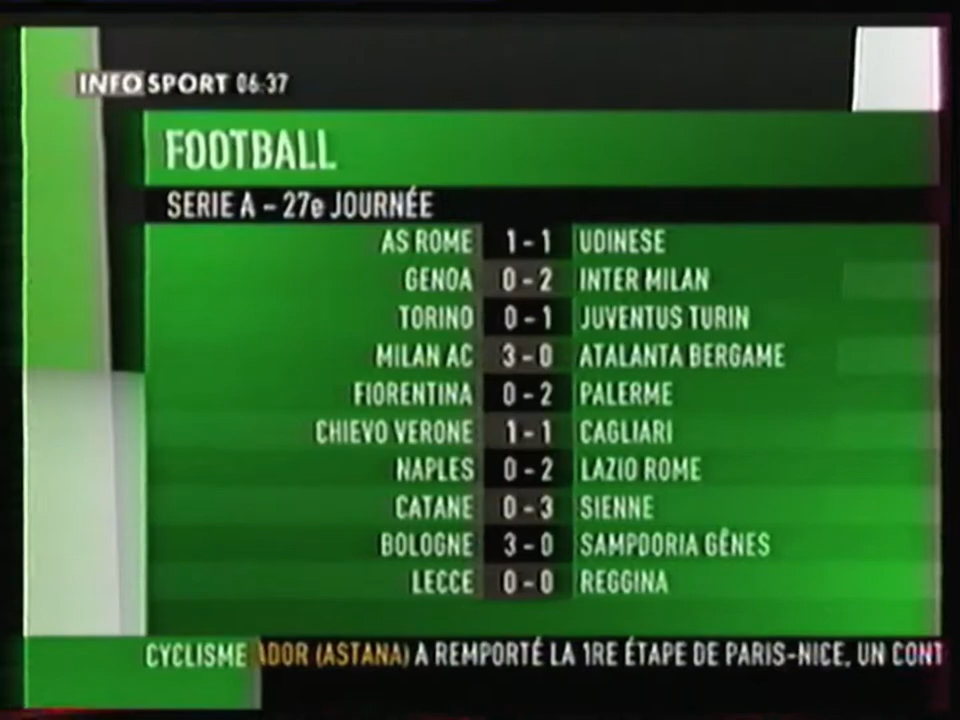 INFOSPORT 06:37
FOOTBALL
SERIE A - 27e JOURNÉE
AS ROME 1 - 1 UDINESE
GENOA 0 - 2 INTER MILAN
TORINO 0 - 1 JUVENTUS TURIN
MILAN AC 3 - 0 ATALANTA BERGAME
FIORENTINA 0 - 2 PALERME
CHIEVO VERONE 1 - 1 CAGLIARI
NAPLES 0 - 2 LAZIO ROME
CATANE 0 - 3 SIENNE
BOLOGNE 3 - 0 SAMPDORIA GÊNES
LECCE 0 - 0 REGGINA
CYCLISME ADOR (ASTANA) A REMPORTÉ LA 1RE ÉTAPE DE PARIS-NICE, UN CONT